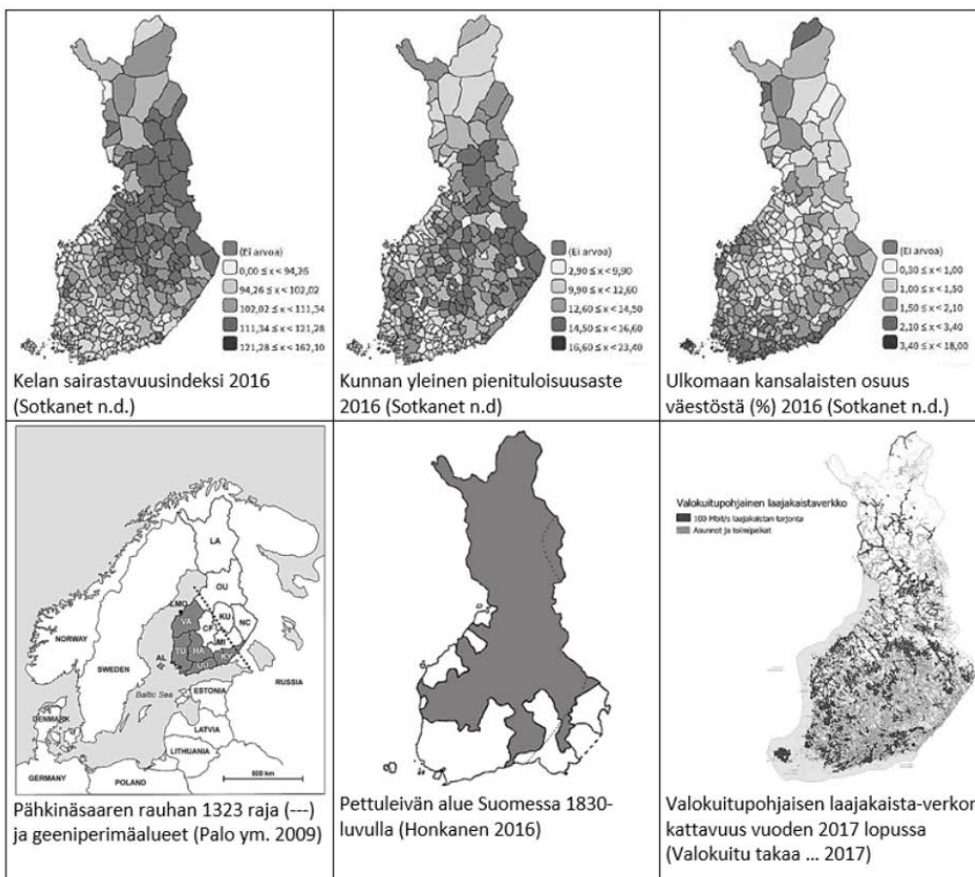 (Ei arvoa)
0,00 ≤ x < 94,26
94,26 ≤ x < 102,02
102,02 ≤ x < 111,34
111,34 ≤ x < 121,28
121,28 ≤ x < 162,10
Kelan sairastavuusindeksi 2016
(Sotkanet n.d.)
(Ei arvoa)
2,90 ≤ x < 9,90
9,90 ≤ x < 12,60
12,60 ≤ x < 14,50
14,50 ≤ x < 16,60
16,60 ≤ x < 23,40
Kunnan yleinen pienituloisuusaste
2016 (Sotkanet n.d)
(Ei arvoa)
0,30 ≤ x < 1,00
1,00 ≤ x < 1,50
1,50 ≤ x < 2,10
2,10 ≤ x < 3,40
3,40 ≤ x < 18,00
Ulkomaan kansalaisten osuus
väestöstä (%) 2016 (Sotkanet n.d.)
LA
OU
LMO
VA
KU
CF
NC
MI
TU
HA
KY
UU
AL
NORWAY
SWEDEN
RUSSIA
Baltic Sea
ESTONIA
DENMARK
LATVIA
LITHUANIA
GERMANY
POLAND
500 km
Pähkinäsaaren rauhan 1323 raja (---)
ja geeniperimäalueet (Palo ym. 2009)
Pettuleivän alue Suomessa 1830-
luvulla (Honkanen 2016)
Valokuitupohjainen laajakaistaverkko
100 Mbit/s laajakaistan tarjonta
Asunnot ja toimipaikat
Valokuitupohjaisen laajakaista-verkon
kattavuus vuoden 2017 lopussa
(Valokuitu takaa ... 2017)